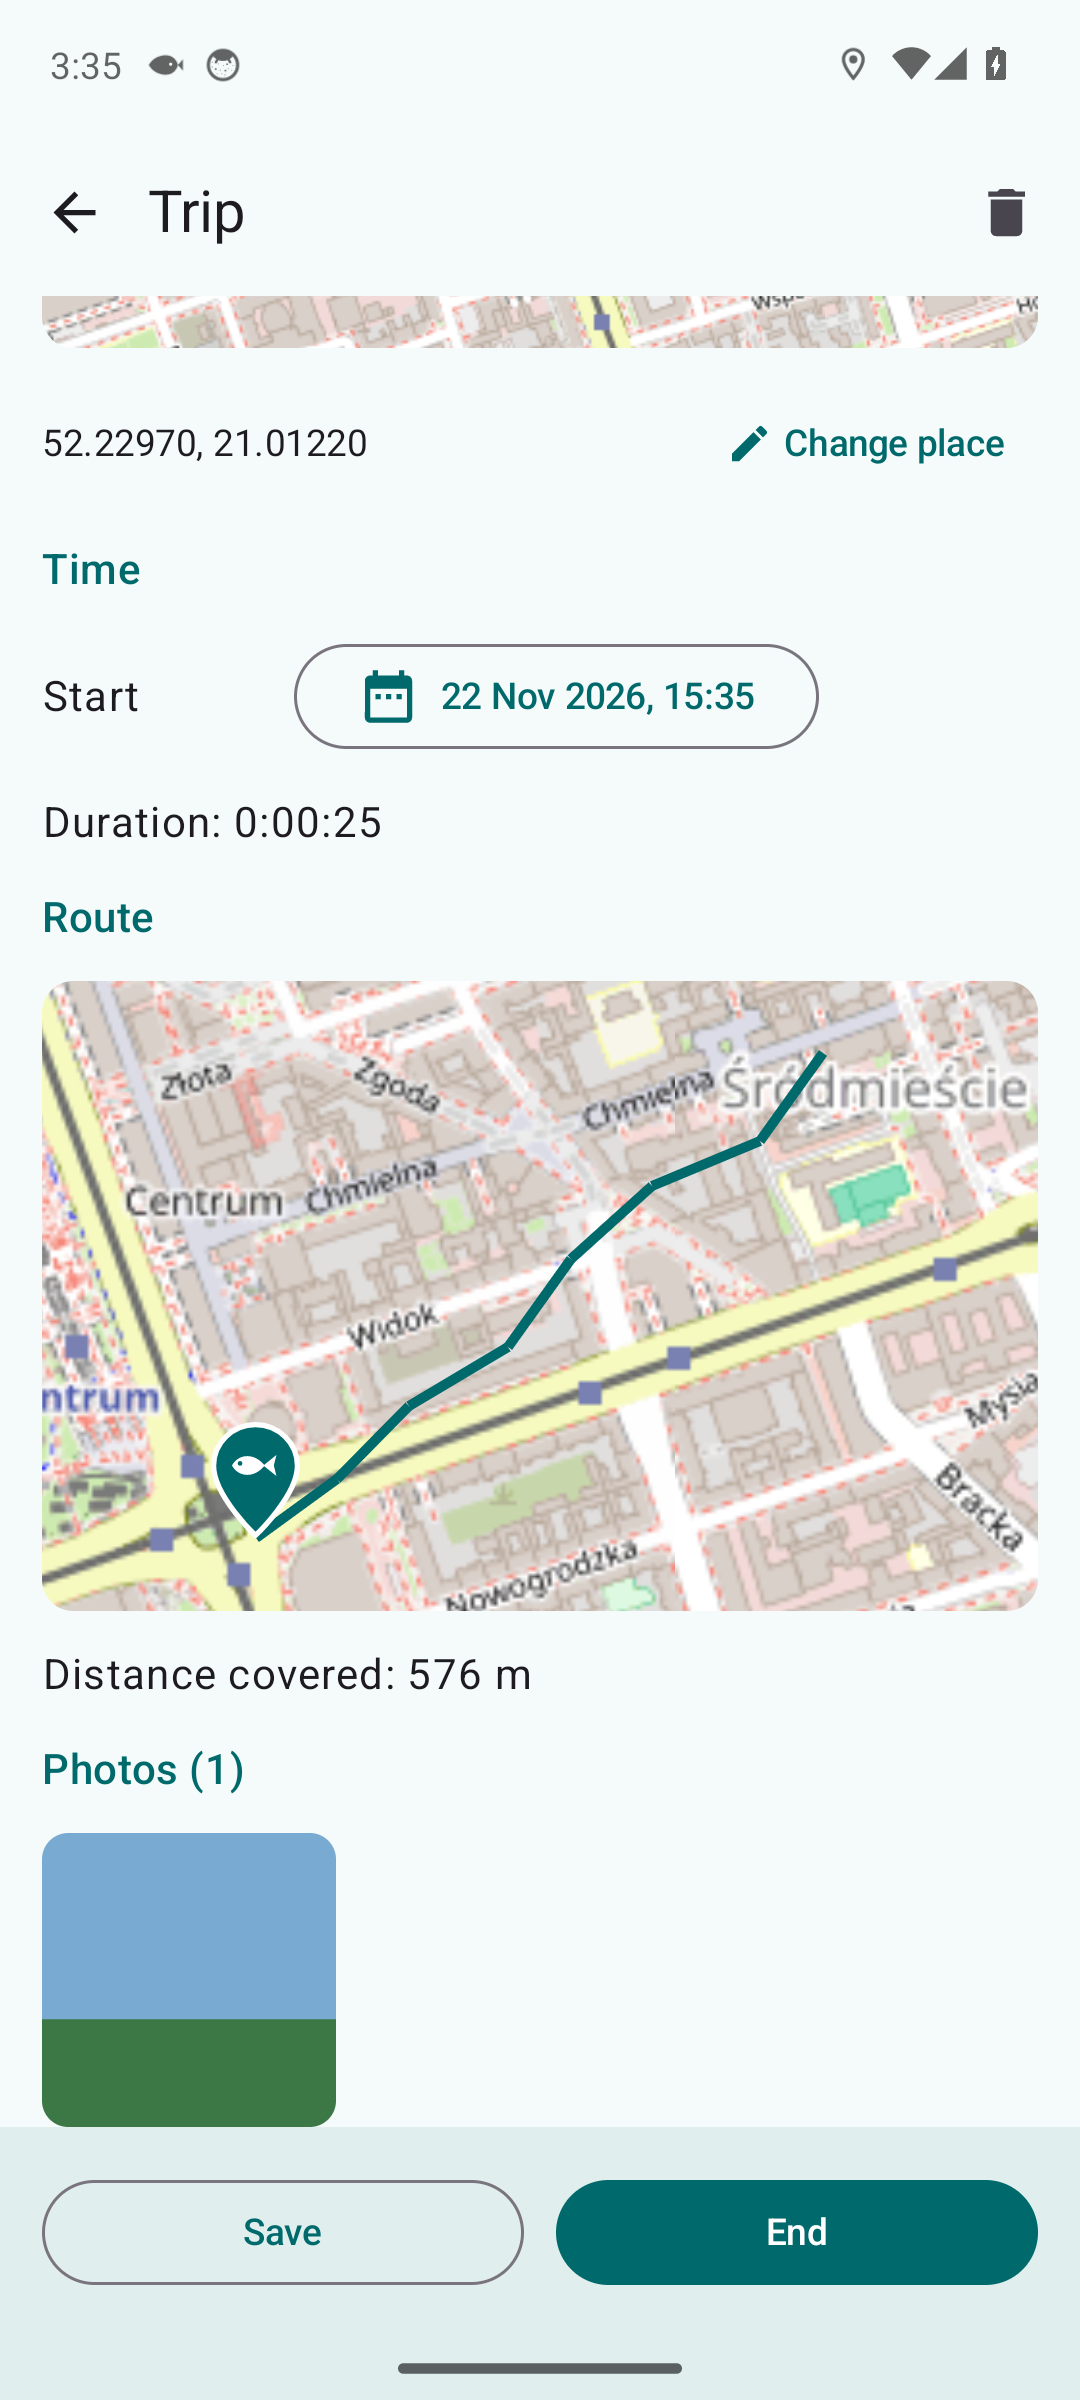 3:35
Trip
52.22970, 21.01220
Change place
Time
Start
22 Nov 2026, 15:35
Duration: 0:00:25
Route
Złota
Zgoda
Chmielna
Śródmieście
Centrum
Chmielna
Widok
ntrum
Mysia
Bracka
Nowogrodzka
Distance covered: 576 m
Photos (1)
Save
End